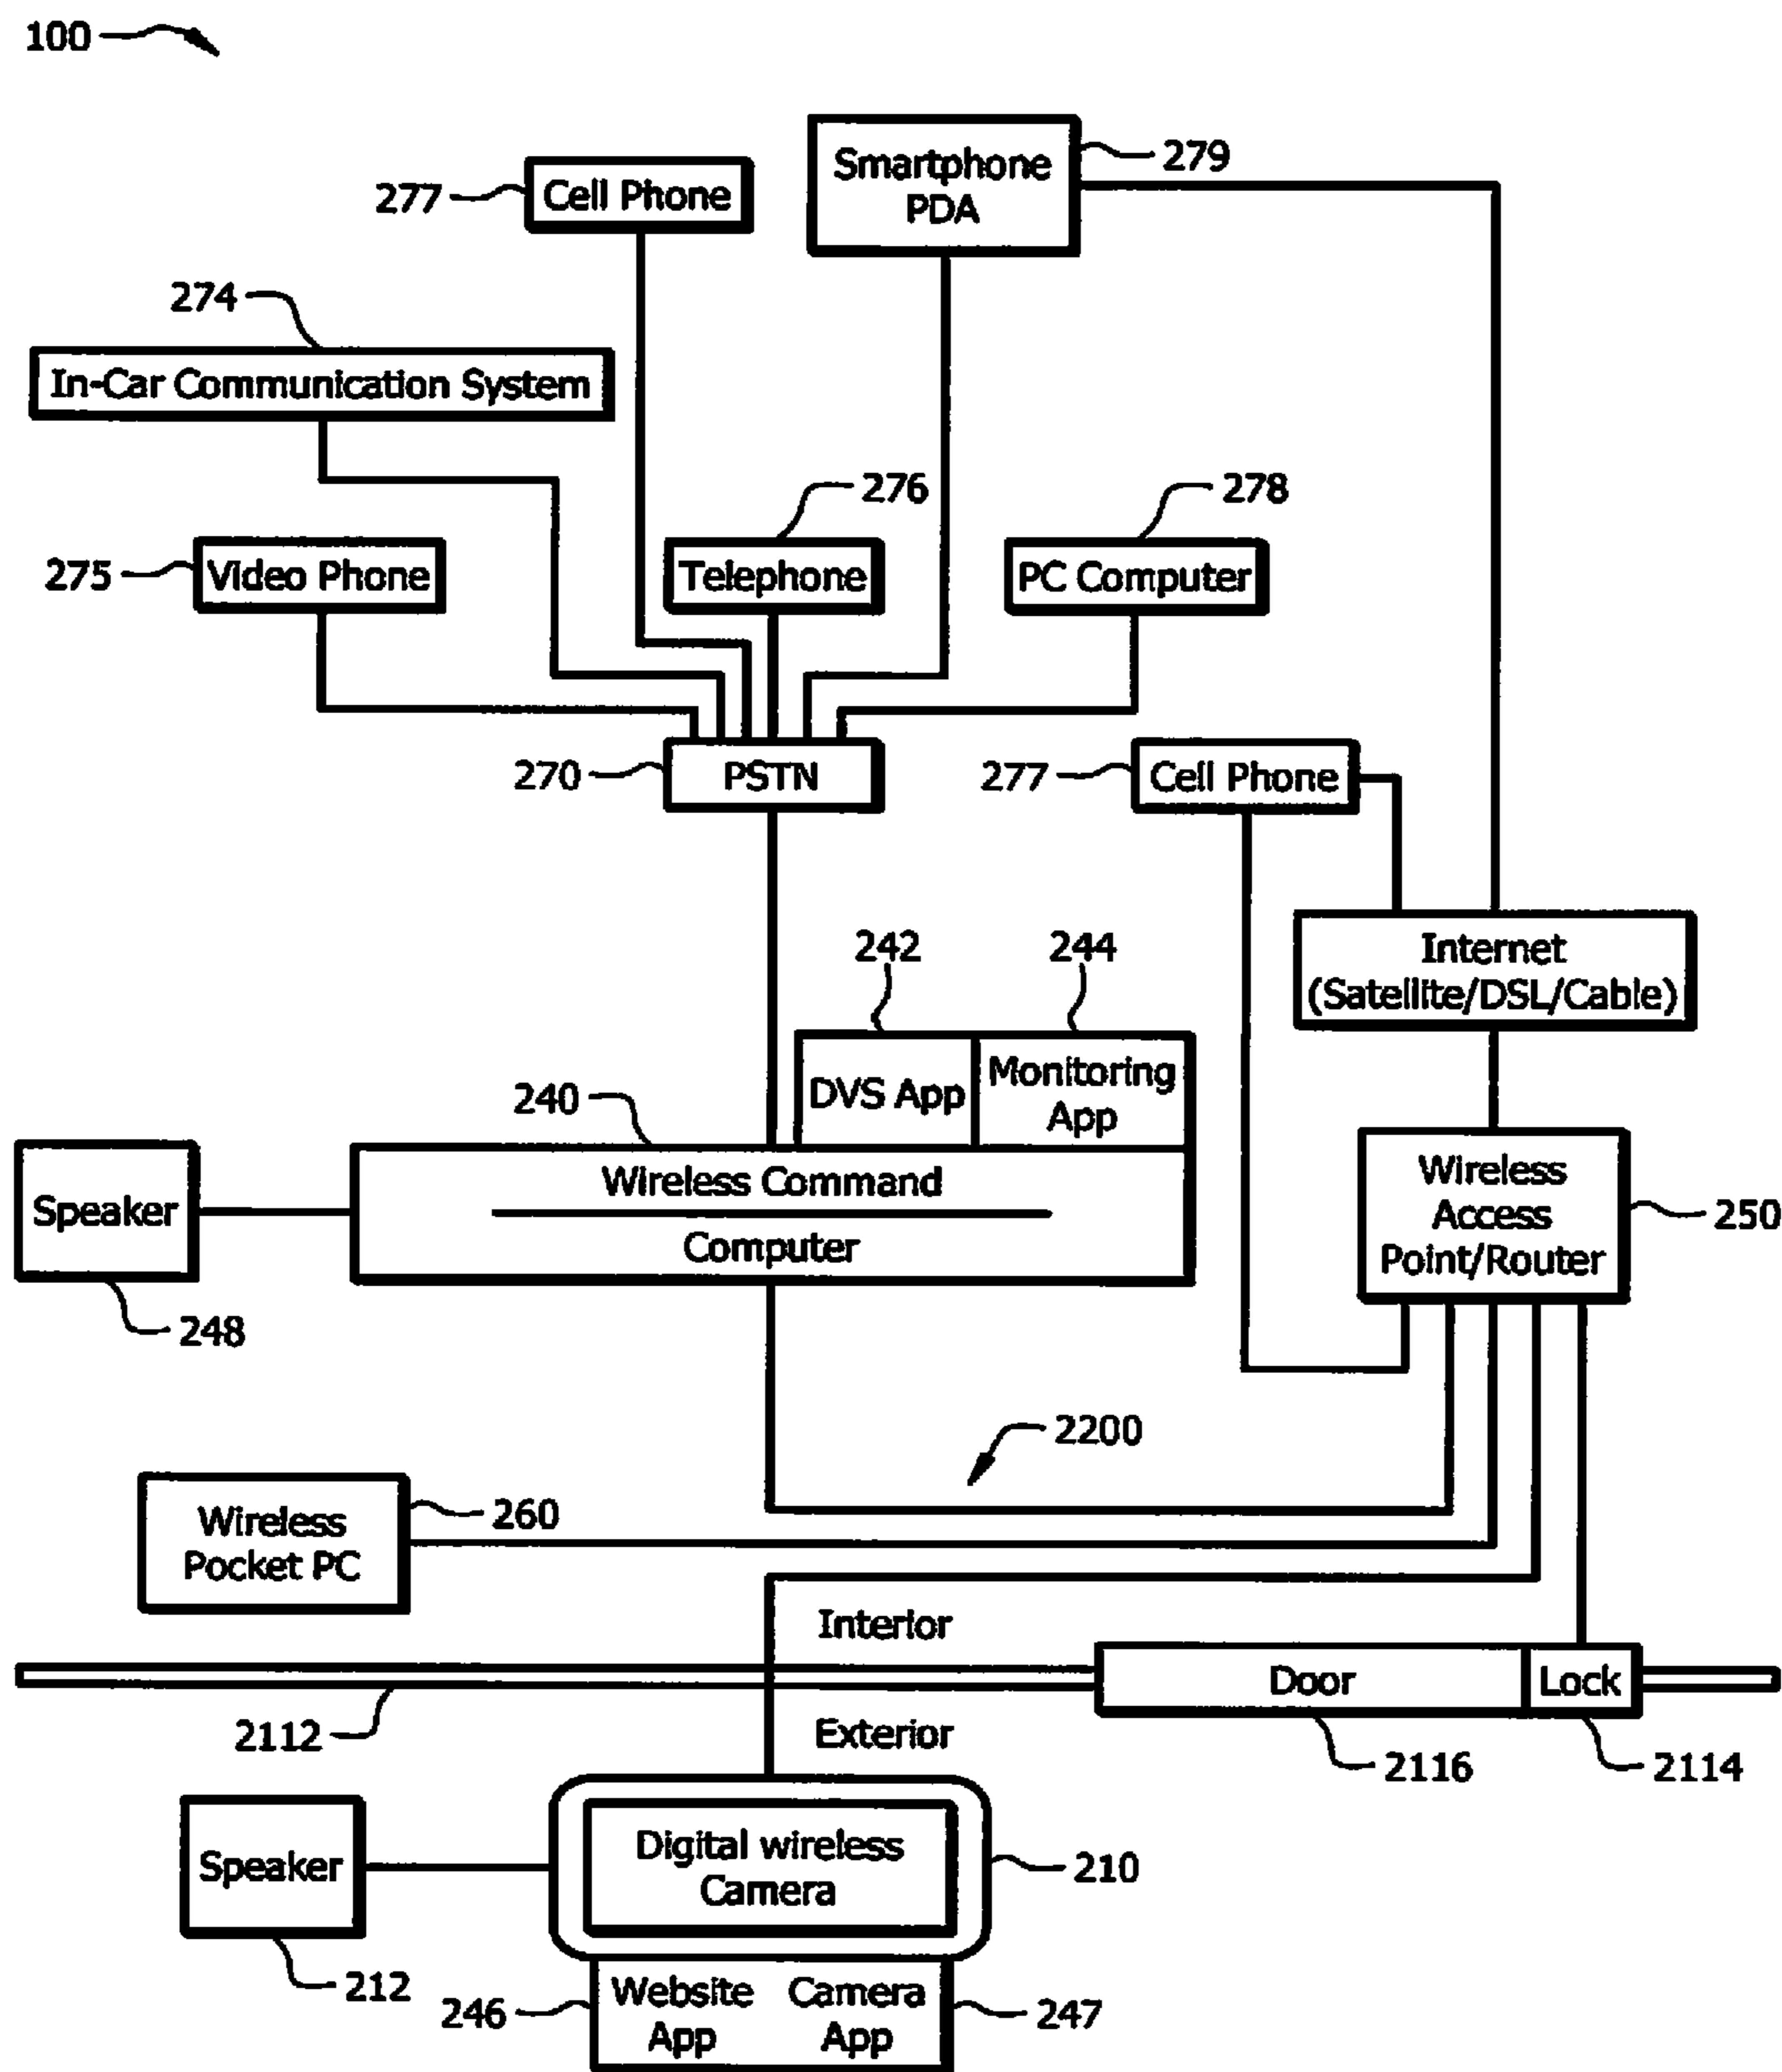 100
279
Smartphone
PDA
277
Cell Phone
274
In-Car Communication System
276
278
275
Video Phone
Telephone
PC Computer
270
PSTN
277
Cell Phone
242
244
Internet
(Satellite/DSL/Cable)
DVS App
Monitoring
App
240
Wireless Command
Computer
Speaker
248
Wireless
Access
Point/Router
250
2200
Wireless
Pocket PC
260
Interior
Door
Lock
2112
Exterior
2116
2114
Speaker
212
Digital wireless
Camera
210
246
Website
App
Camera
App
247